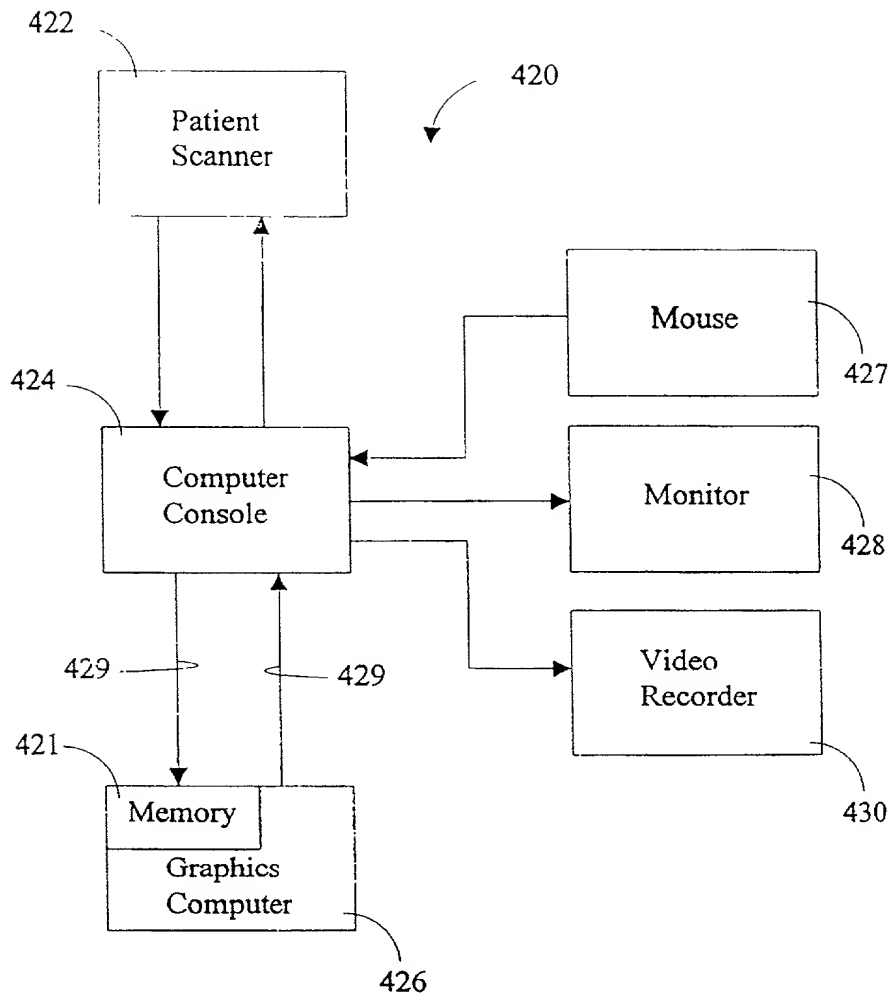 422
420
Patient
Scanner
Mouse
427
424
Computer
Console
Monitor
428
429
429
Video
Recorder
430
421
Memory
Graphics
Computer
426